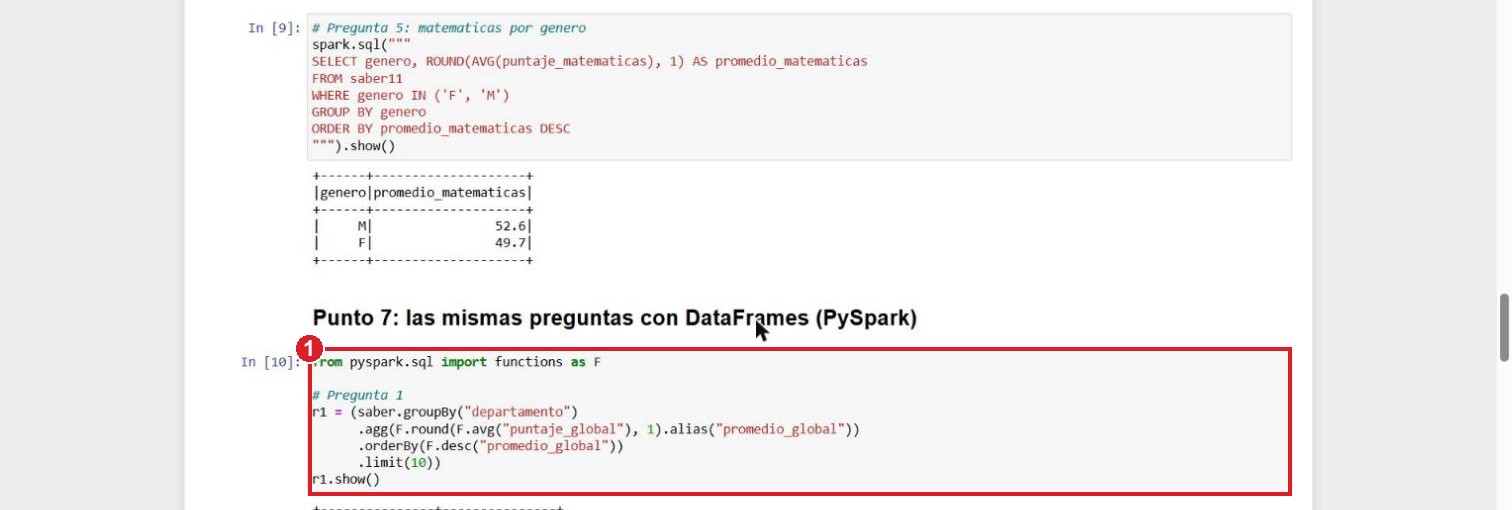 In [9]: # Pregunta 5: matematicas por genero
spark.sql("""
SELECT genero, ROUND(AVG(puntaje_matematicas), 1) AS promedio_matematicas
FROM saber11
WHERE genero IN ('F', 'M')
GROUP BY genero
ORDER BY promedio_matematicas DESC
""").show()
+------+--------------------+
|genero|promedio_matematicas|
+------+--------------------+
|     M|                52.6|
|     F|                49.7|
+------+--------------------+
Punto 7: las mismas preguntas con DataFrames (PySpark)
1
In [10]: from pyspark.sql import functions as F
# Pregunta 1
r1 = (saber.groupBy("departamento")
.agg(F.round(F.avg("puntaje_global"), 1).alias("promedio_global"))
.orderBy(F.desc("promedio_global"))
.limit(10))
r1.show()